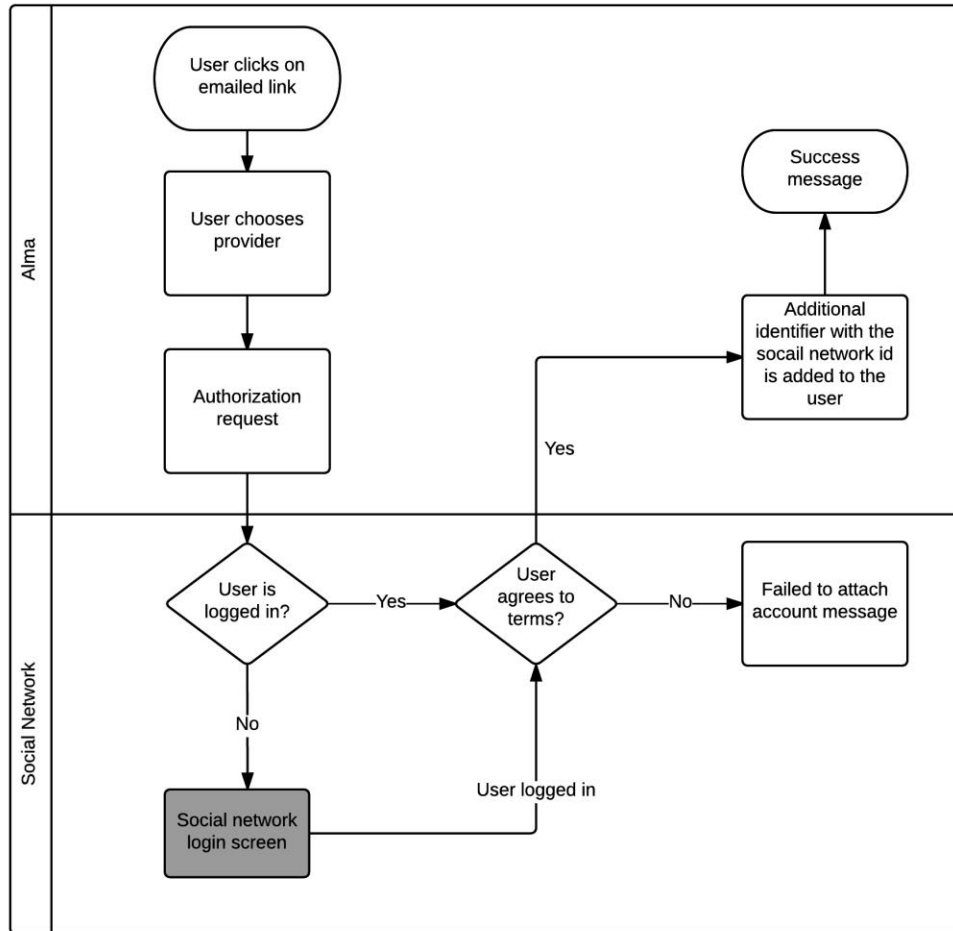 Alma
User clicks on
emailed link
User chooses
provider
Authorization
request
Success
message
Additional
identifier with the
socail network id
is added to the
user
Yes
Social Network
User is
logged in?
Yes
User
agrees to
terms?
No
Failed to attach
account message
No
Social network
login screen
User logged in